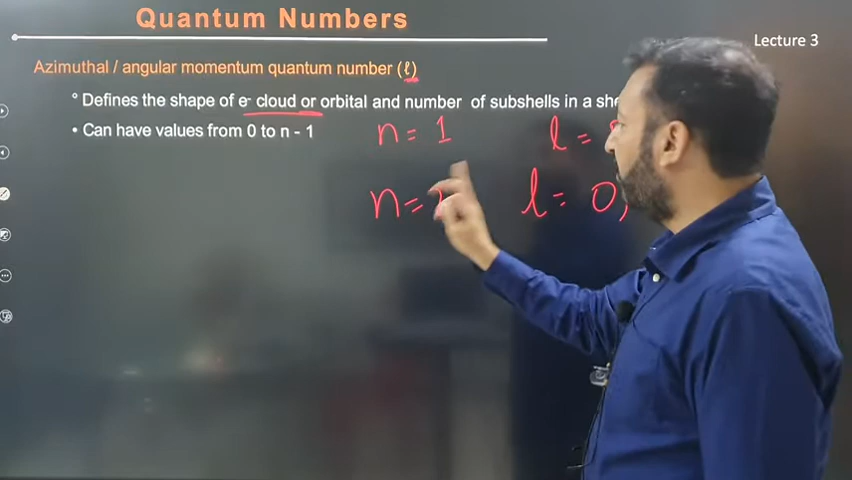 Quantum Numbers
Lecture 3
Azimuthal / angular momentum quantum number (ℓ)
° Defines the shape of e- cloud or orbital and number of subshells in a
• Can have values from 0 to n - 1
n = 1 l =
n = l = 0,